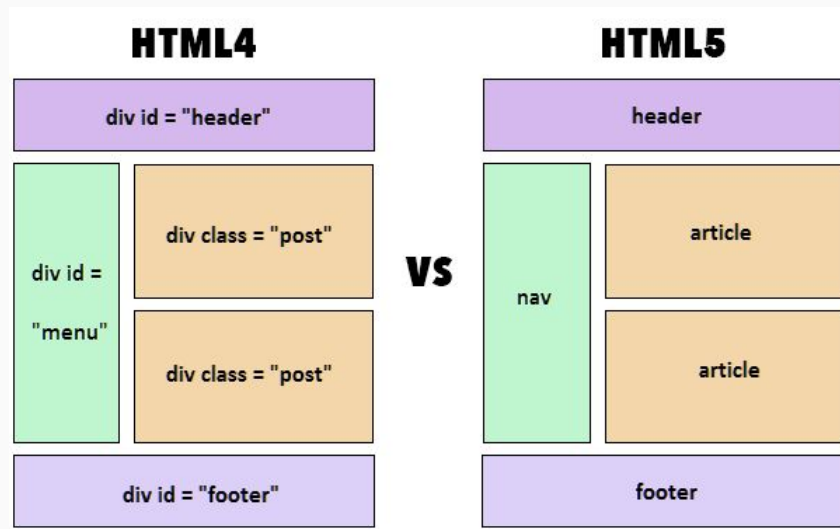 HTML4
div id = "header"
div id =
"menu"
div class = "post"
div class = "post"
div id = "footer"
VS
HTML5
header
nav
article
article
footer